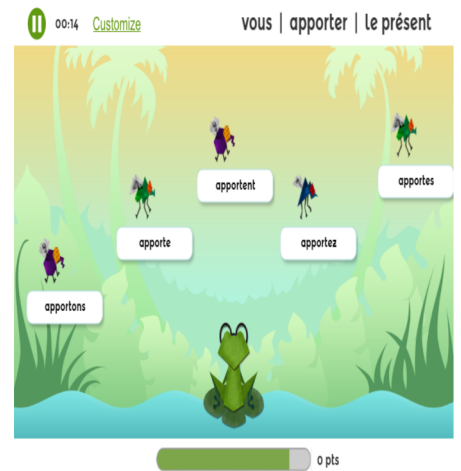 00:14 Customize vous | apporter | le présent
apportent
apportes
apporte
apportez
apportons
0 pts